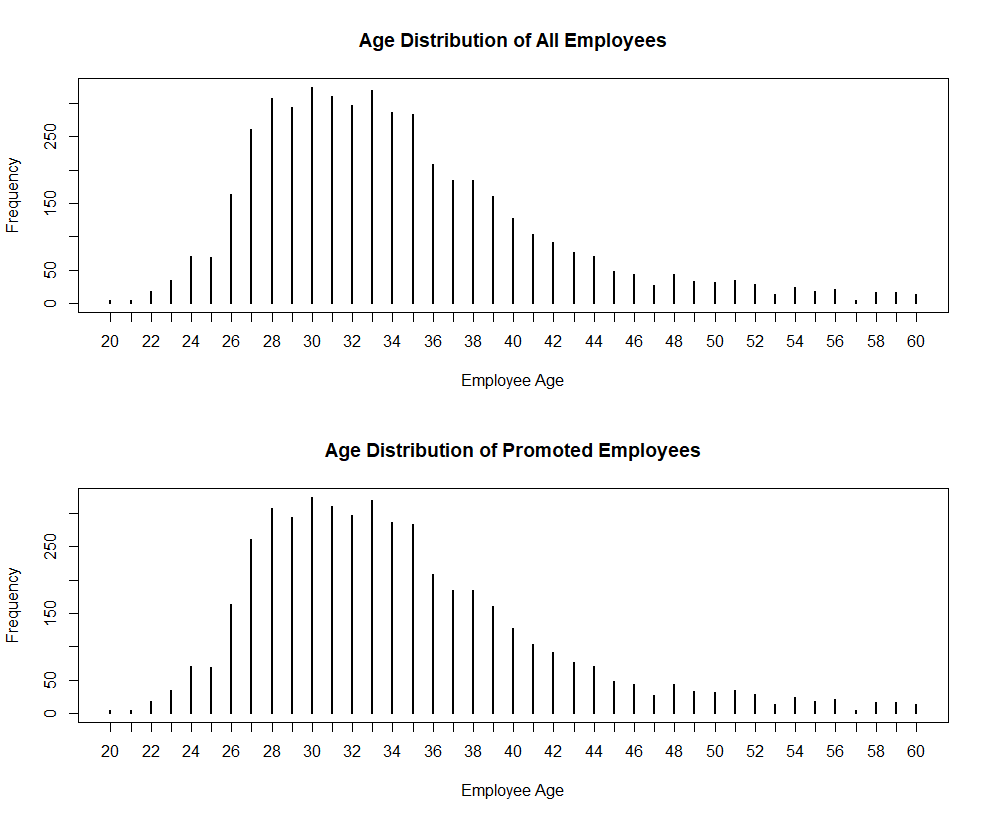 Age Distribution of All Employees
Frequency
250
150
50
0
20 22 24 26 28 30 32 34 36 38 40 42 44 46 48 50 52 54 56 58 60
Employee Age
Age Distribution of Promoted Employees
Frequency
250
150
50
0
20 22 24 26 28 30 32 34 36 38 40 42 44 46 48 50 52 54 56 58 60
Employee Age